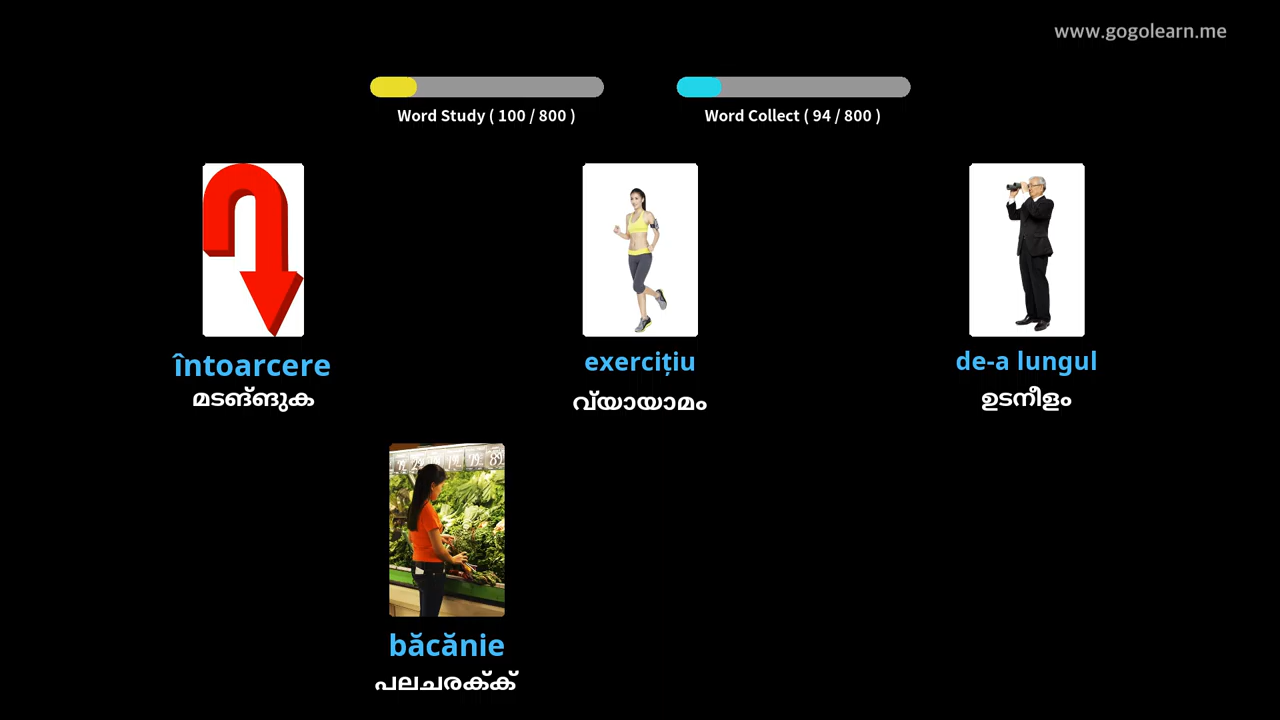 www.gogolearn.me
Word Study ( 100 / 800 )
Word Collect ( 94 / 800 )
întoarcere
മടങ്ങുക
exercițiu
വ്യായാമം
de-a lungul
ഉടനീളം
băcănie
പലചരക്ക്